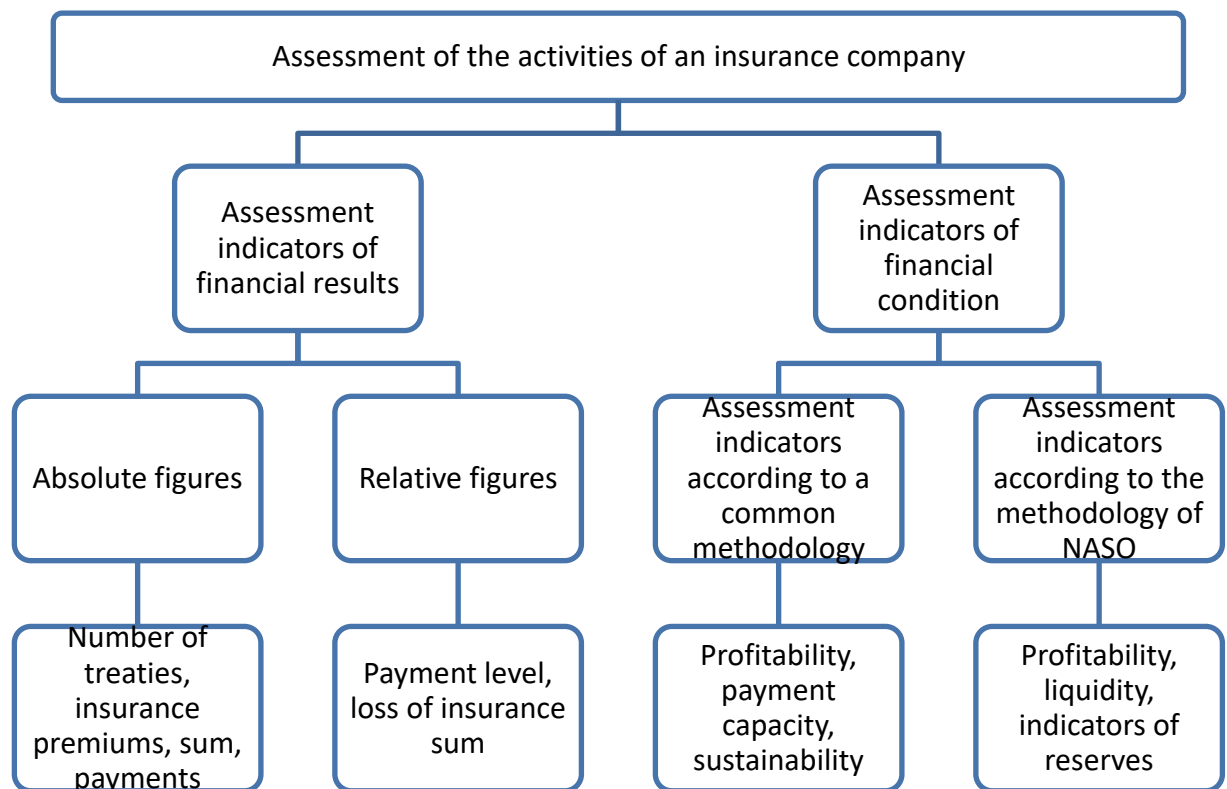 Assessment of the activities of an insurance company
Assessment
indicators of
financial results
Assessment
indicators of
financial
condition
Absolute figures
Relative figures
Assessment
indicators
according to a
common
methodology
Assessment
indicators
according to the
methodology of
NASO
Number of
treaties,
insurance
premiums, sum,
payments
Payment level,
loss of insurance
sum
Profitability,
payment
capacity,
sustainability
Profitability,
liquidity,
indicators of
reserves